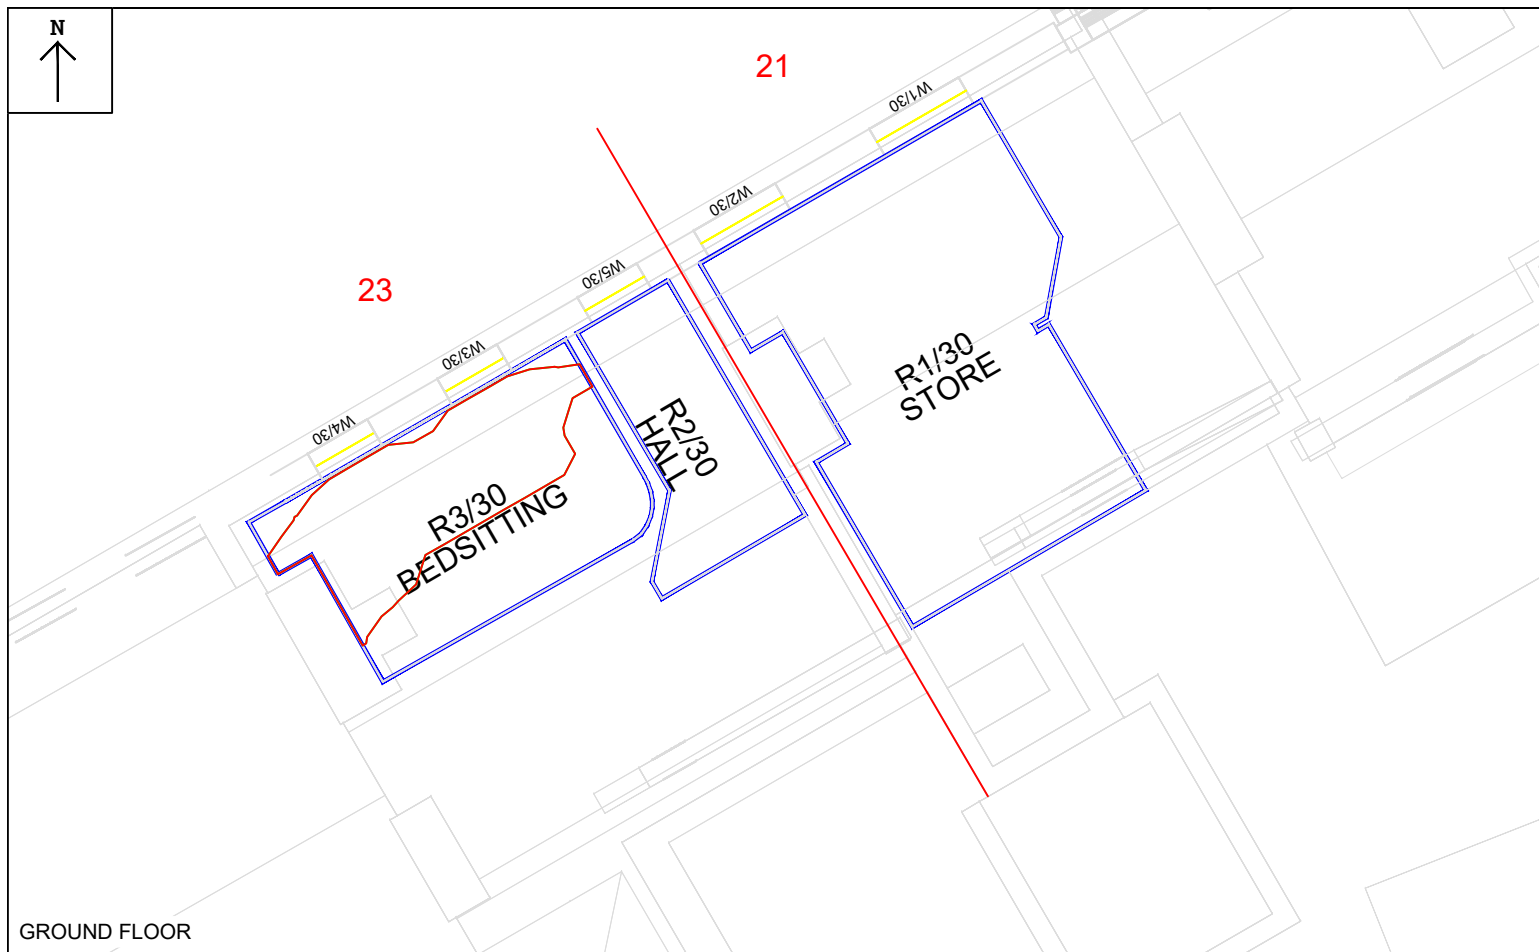 N
21
W1/30
W2/30
W5/30
23
W3/30
W4/30
R1/30
STORE
R2/30
HALL
R3/30
BEDSITTING
GROUND FLOOR